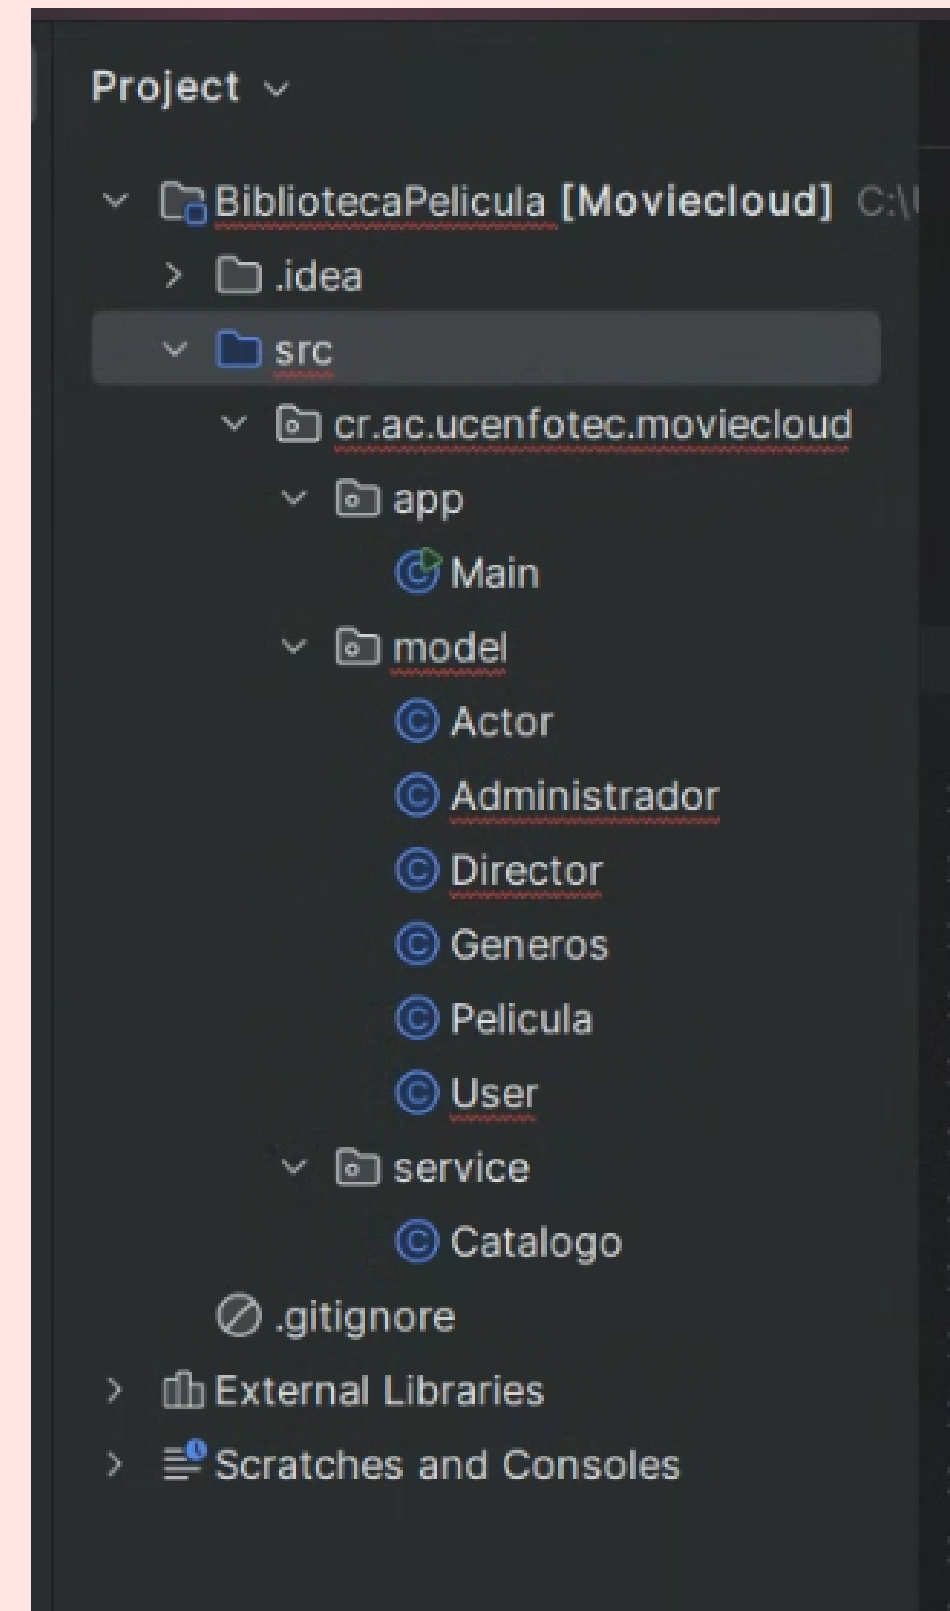 Project
BibliotecaPelicula [Moviecloud] C:\
.idea
src
cr.ac.ucenfotec.moviecloud
app
Main
model
Actor
Administrador
Director
Generos
Pelicula
User
service
Catalogo
.gitignore
External Libraries
Scratches and Consoles